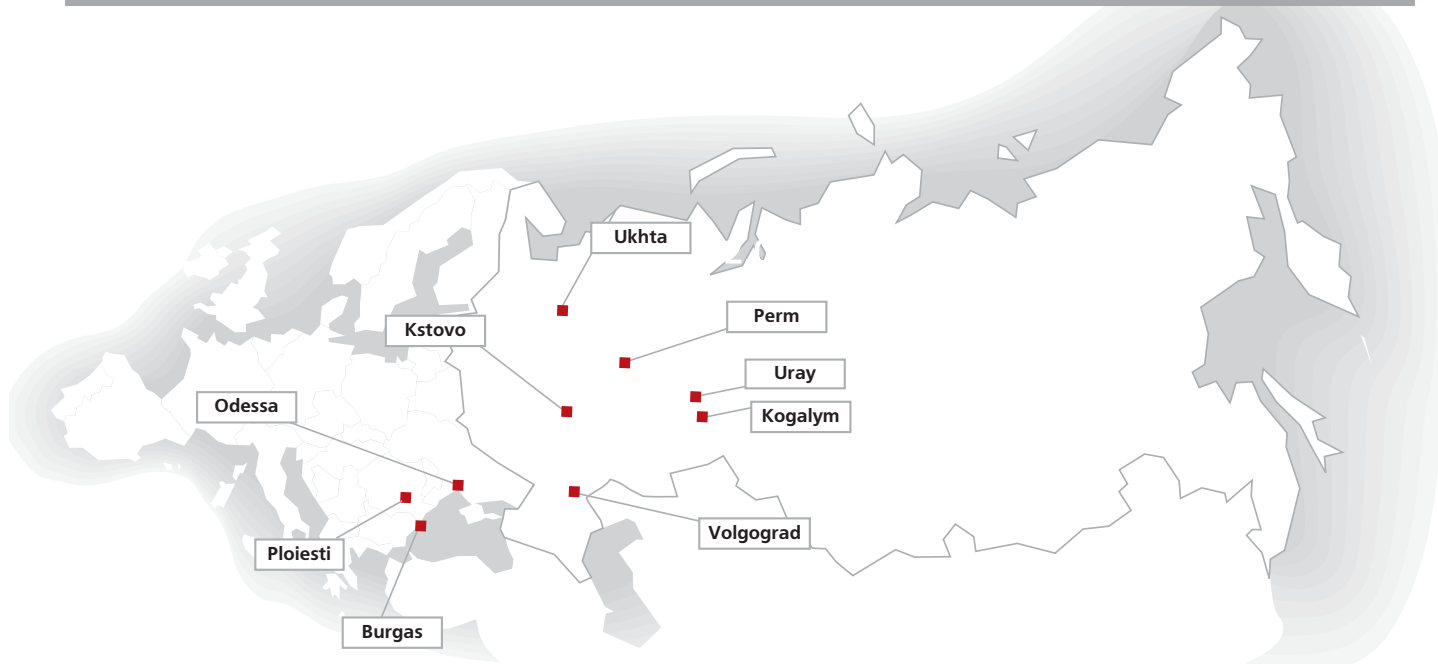 Ukhta
Perm
Kstovo
Uray
Odessa
Kogalym
Volgograd
Ploiesti
Burgas